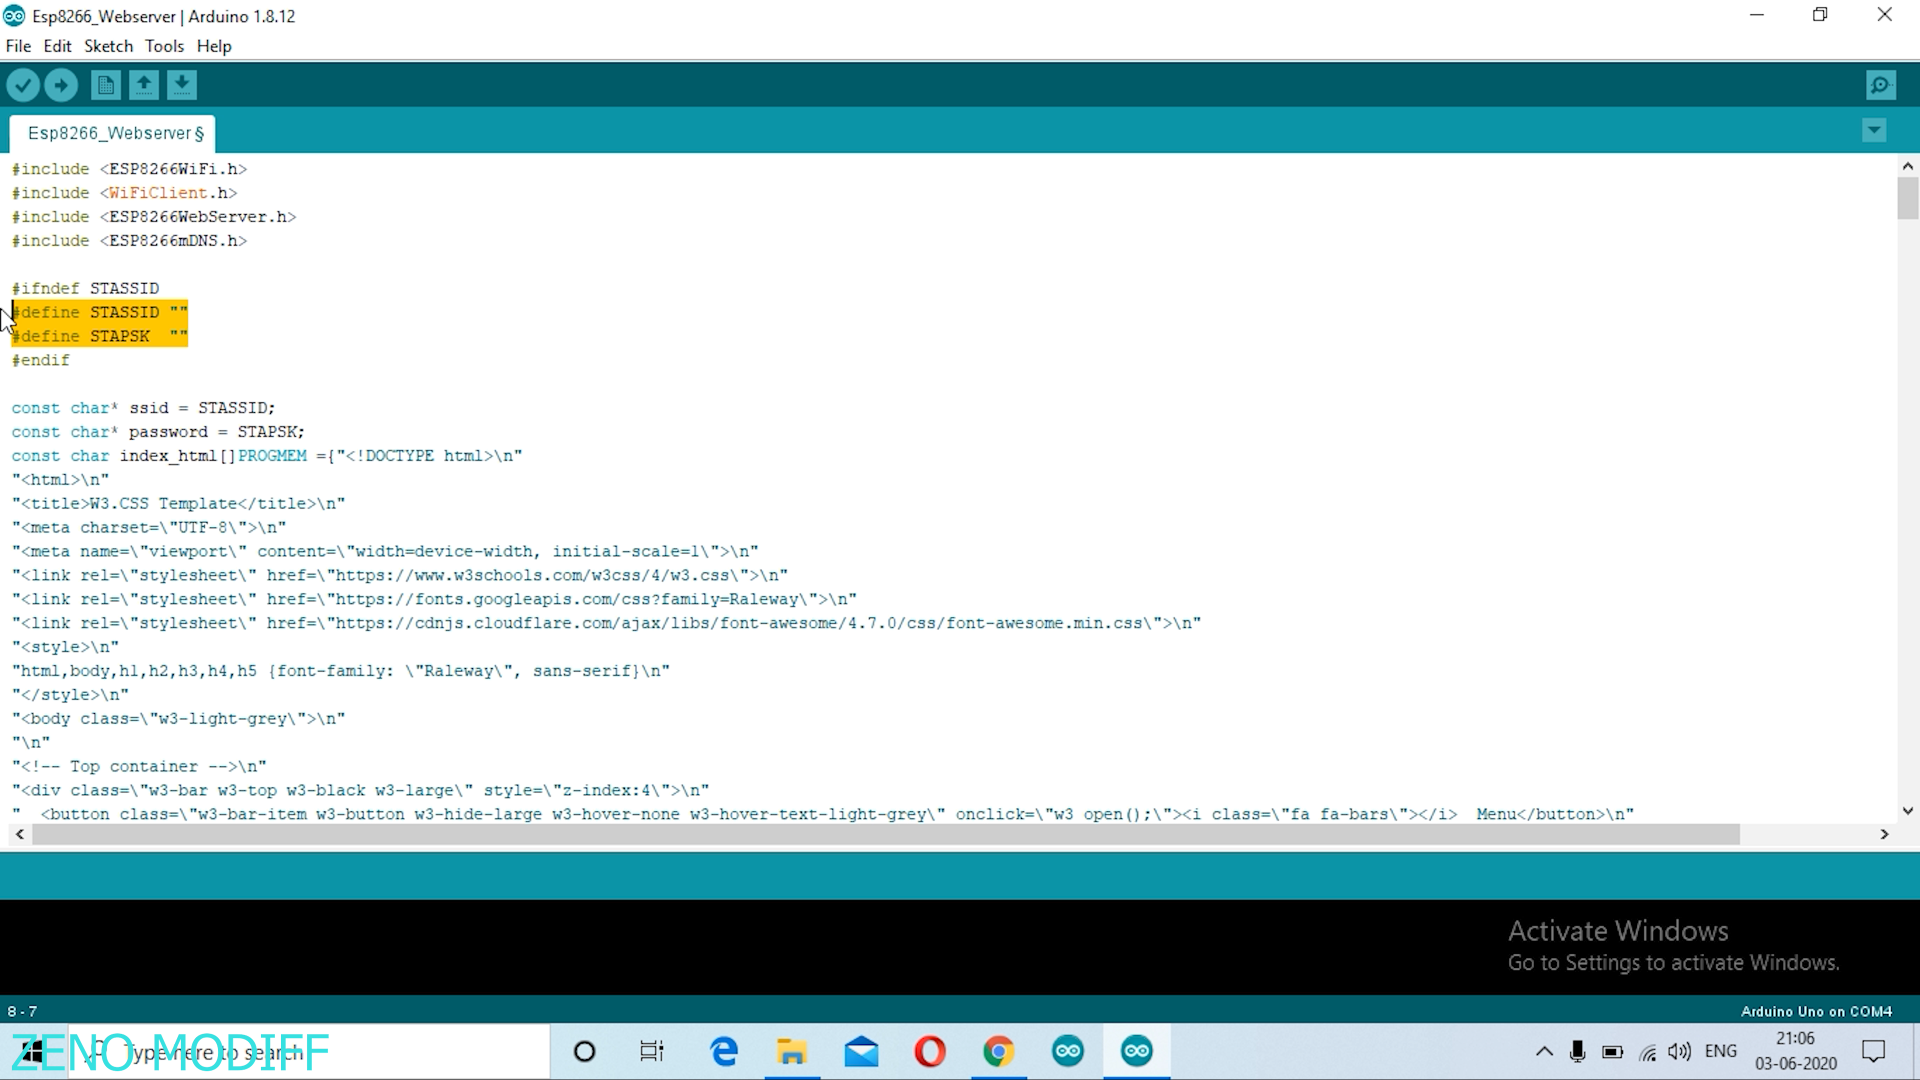 Esp8266_Webserver | Arduino 1.8.12
File Edit Sketch Tools Help
Esp8266_Webserver §
#include <ESP8266WiFi.h>
#include <WiFiClient.h>
#include <ESP8266WebServer.h>
#include <ESP8266mDNS.h>
#ifndef STASSID
#define STASSID ""
#define STAPSK  ""
#endif
const char* ssid = STASSID;
const char* password = STAPSK;
const char index_html[]PROGMEM ={"<!DOCTYPE html>\n"
"<html>\n"
"<title>W3.CSS Template</title>\n"
"<meta charset=\"UTF-8\">\n"
"<meta name=\"viewport\" content=\"width=device-width, initial-scale=1\">\n"
"<link rel=\"stylesheet\" href=\"https://www.w3schools.com/w3css/4/w3.css\">\n"
"<link rel=\"stylesheet\" href=\"https://fonts.googleapis.com/css?family=Raleway\">\n"
"<link rel=\"stylesheet\" href=\"https://cdnjs.cloudflare.com/ajax/libs/font-awesome/4.7.0/css/font-awesome.min.css\">\n"
"<style>\n"
"html,body,h1,h2,h3,h4,h5 {font-family: \"Raleway\", sans-serif}\n"
"</style>\n"
"<body class=\"w3-light-grey\">\n"
"\n"
"<!-- Top container -->\n"
"<div class=\"w3-bar w3-top w3-black w3-large\" style=\"z-index:4\">\n"
"  <button class=\"w3-bar-item w3-button w3-hide-large w3-hover-none w3-hover-text-light-grey\" onclick=\"w3_open();\"><i class=\"fa fa-bars\"></i>  Menu</button>\n"
Activate Windows
Go to Settings to activate Windows.
8 - 7
Arduino Uno on COM4
ZENO MODIFF
Type here to search
ENG
21:06
03-06-2020